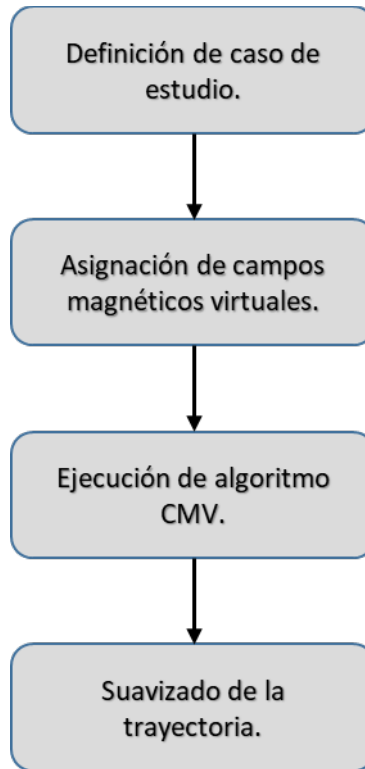 Definición de caso de
estudio.
Asignación de campos
magnéticos virtuales.
Ejecución de algoritmo
CMV.
Suavizado de la
trayectoria.